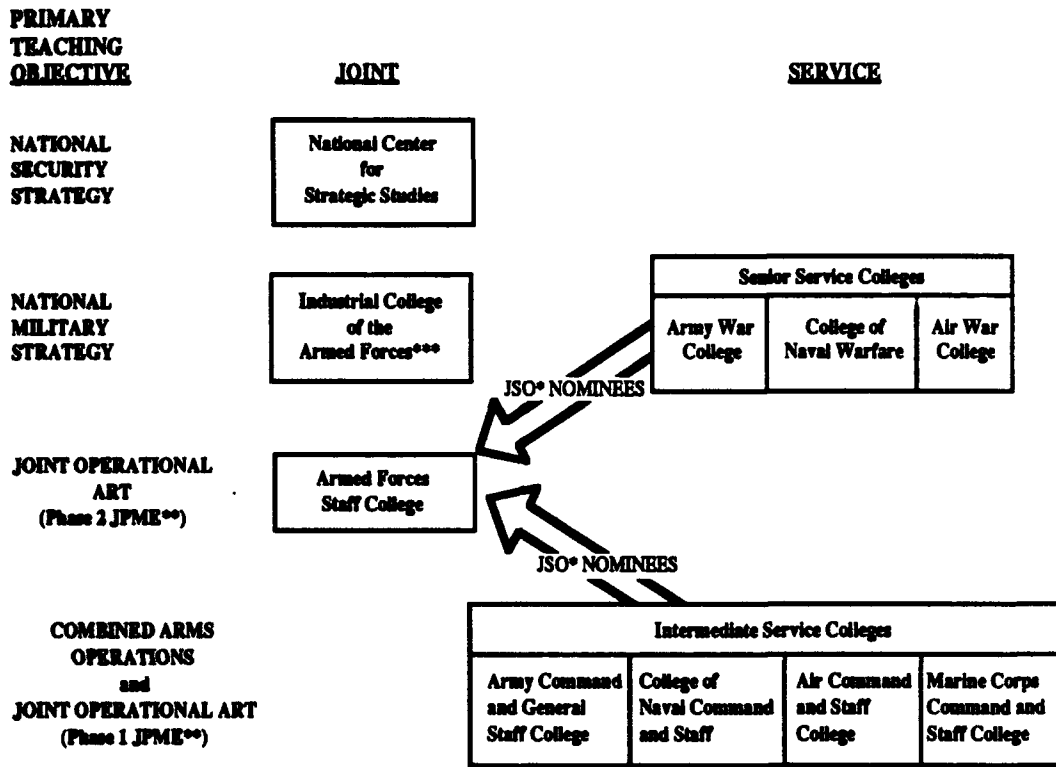 PRIMARY
TEACHING
OBJECTIVE
JOINT
SERVICE
NATIONAL
SECURITY
STRATEGY
National Center
for
Strategic Studies
NATIONAL
MILITARY
STRATEGY
Industrial College
of the
Armed Forces***
Senior Service Colleges
Army War
College
College of
Naval Warfare
Air War
College
JSO* NOMINEES
JOINT OPERATIONAL
ART
(Phase 2 JPME**)
Armed Forces
Staff College
JSO* NOMINEES
COMBINED ARMS
OPERATIONS
and
JOINT OPERATIONAL ART
(Phase 1 JPME**)
Intermediate Service Colleges
Army Command
and General
Staff College
College of
Naval Command
and Staff
Air Command
and Staff
College
Marine Corps
Command and
Staff College